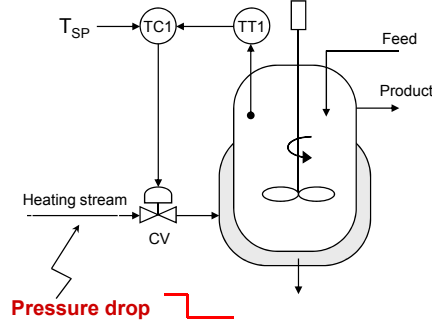 T_SP
TC1
TT1
Feed
Product
Heating stream
CV
Pressure drop